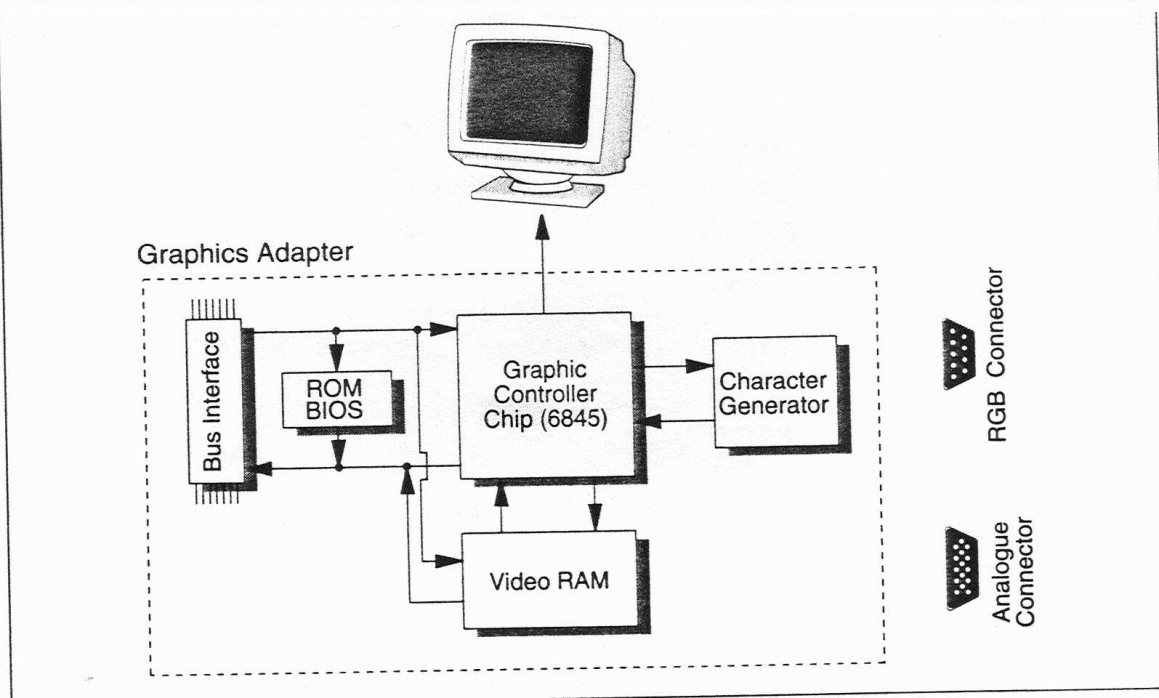 Graphics Adapter
Bus Interface
ROM
BIOS
Graphic
Controller
Chip (6845)
Character
Generator
Video RAM
RGB Connector
Analogue
Connector